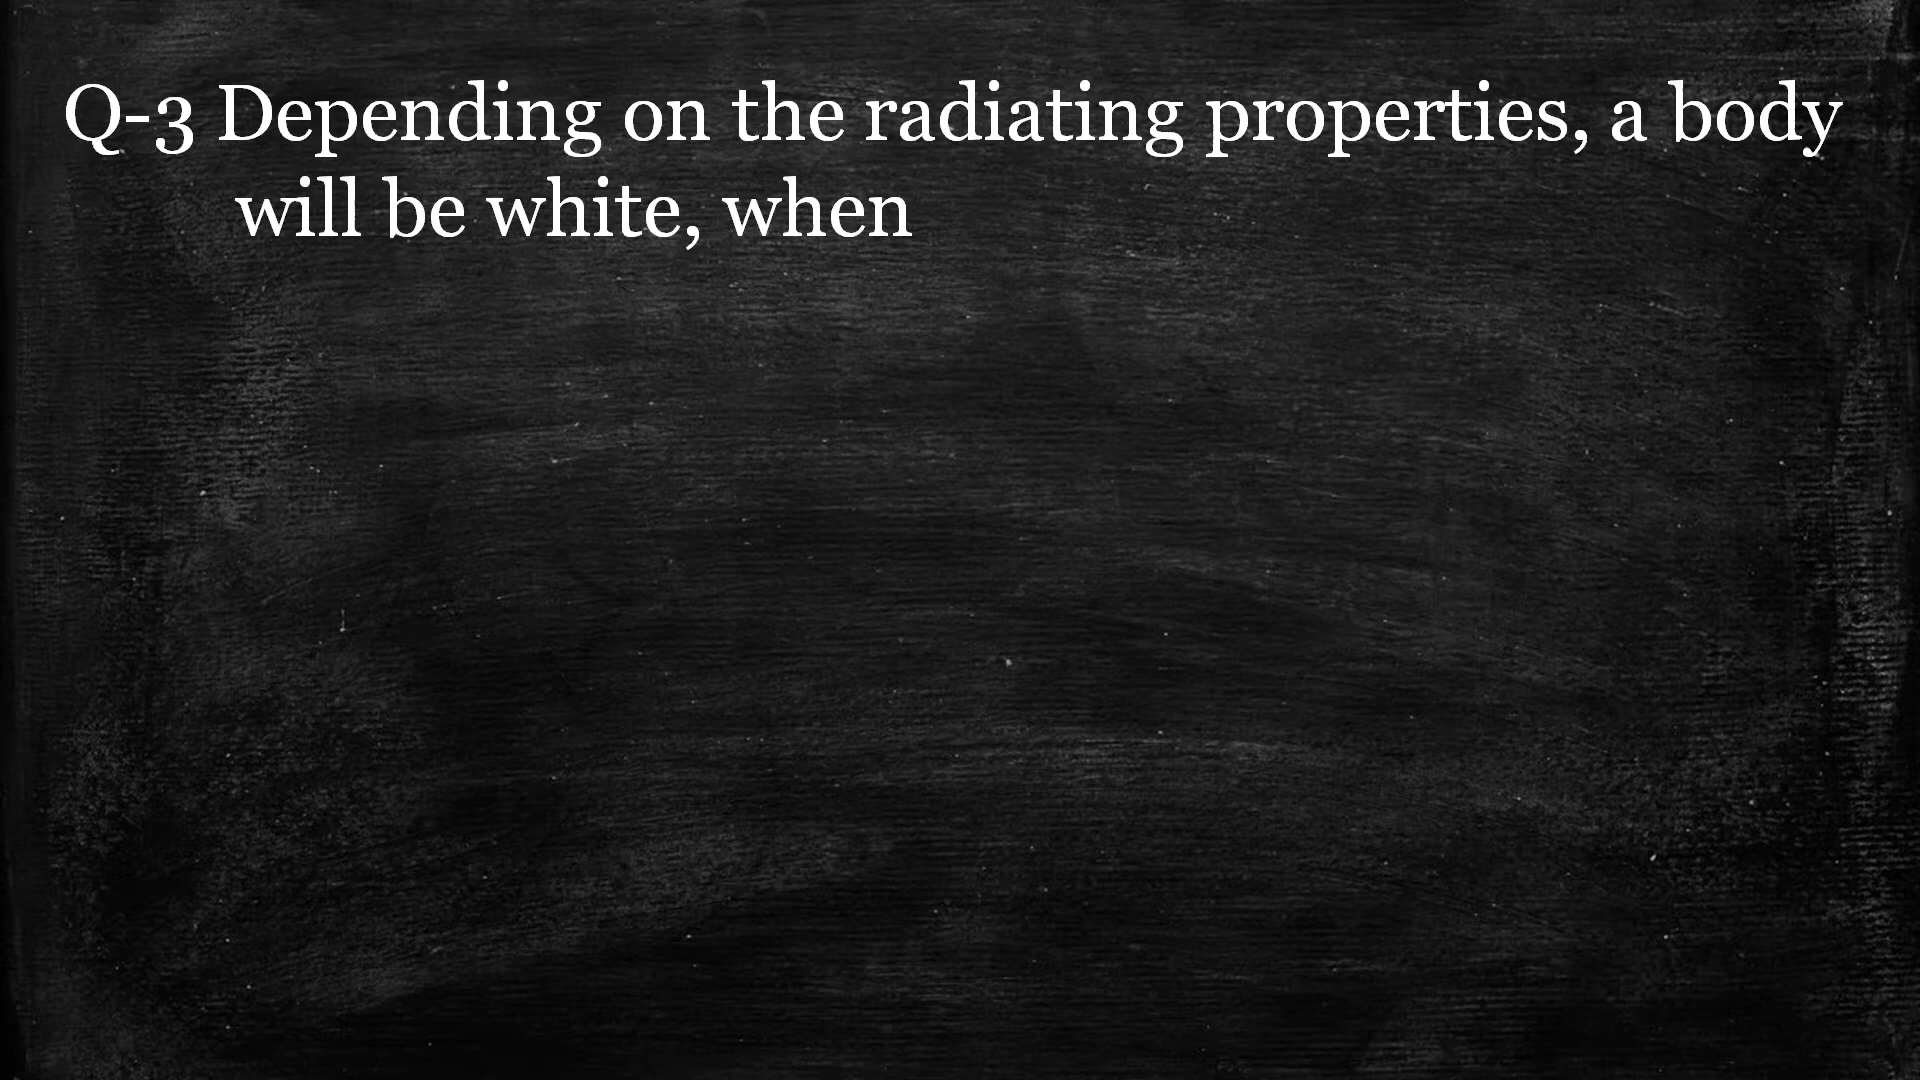 Q-3 Depending on the radiating properties, a body
will be white, when